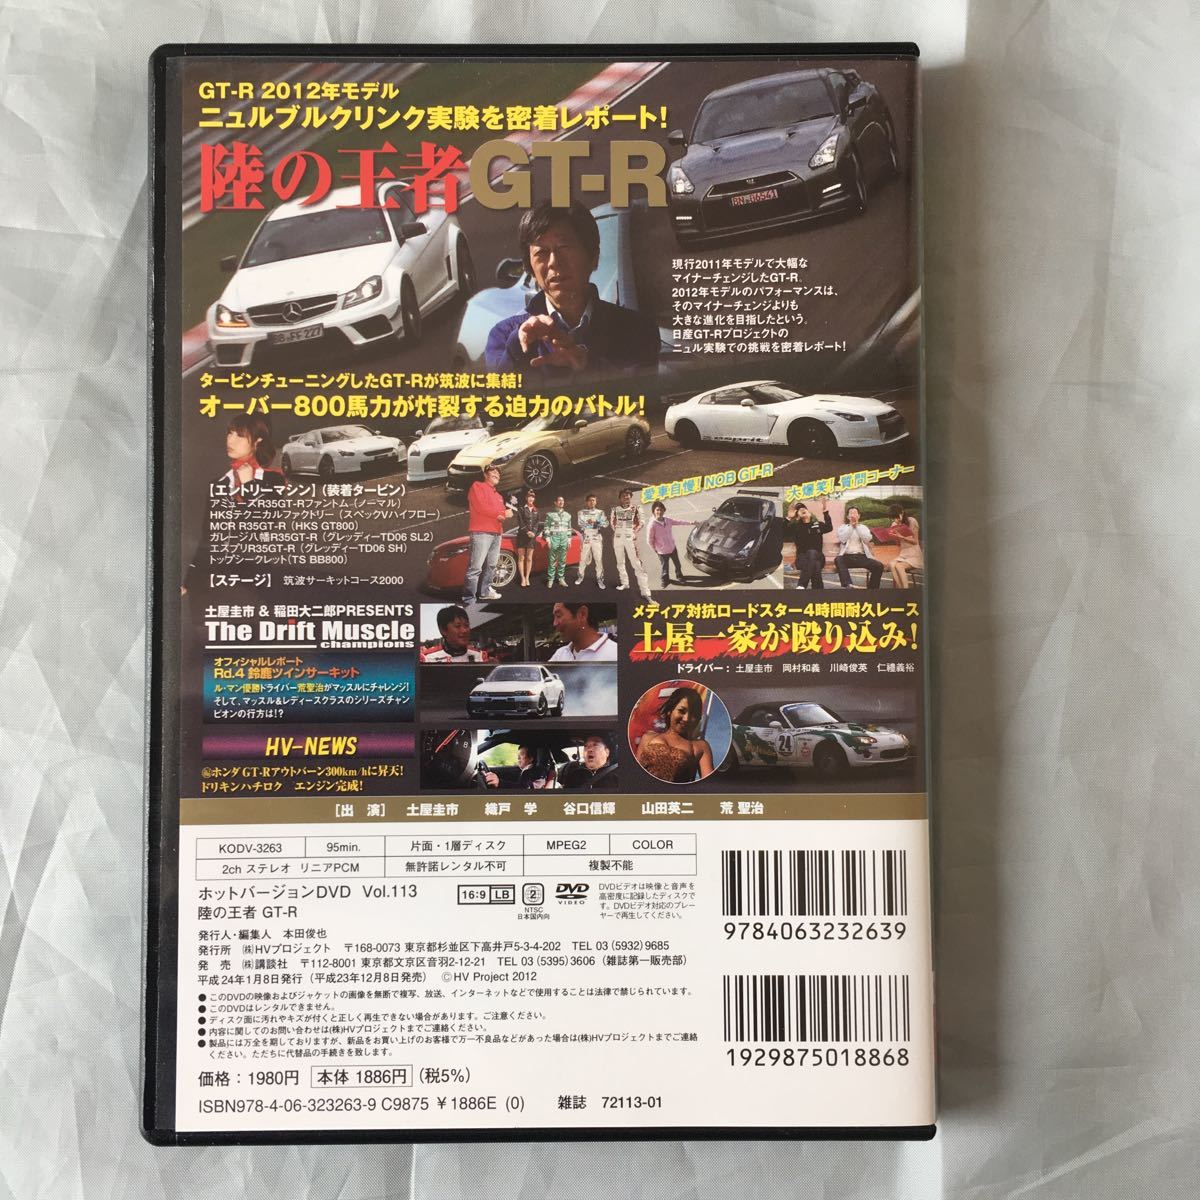 GT-R 2012年モデル
ニュルブルクリンク実験を密着レポート!
陸の王者GT-R
BN-06541
BB-FF 227
現行2011年モデルで大幅な
マイナーチェンジしたGT-R。
2012年モデルのパフォーマンスは、
そのマイナーチェンジよりも
大きな進化を目指したという。
日産GT-Rプロジェクトの
ニュル実験での挑戦を密着レポート!
タービンチューニングしたGT-Rが筑波に集結!
オーバー800馬力が炸裂する迫力のバトル!
esprit
【エントリーマシン】(装着タービン)
アミューズR35GT-Rファントム(ノーマル)
HKSテクニカルファクトリー(スペックVハイフロー)
MCR R35GT-R(HKS GT800)
ガレージ八幡R35GT-R(グレッディーTD06 SL2)
エスプリR35GT-R(グレッディーTD06 SH)
トップシークレット(TS BB800)
【ステージ】 筑波サーキットコース2000
愛車自慢! NOB GT-R
大爆笑! 質問コーナー
土屋圭市 & 稲田大二郎PRESENTS
The Drift Muscle
champions
オフィシャルレポート
Rd.4 鈴鹿ツインサーキット
ル・マン優勝ドライバー荒聖治がマッスルにチャレンジ!
そして、マッスル&レディースクラスのシリーズチャン
ピオンの行方は!?
メディア対抗ロードスター4時間耐久レース
土屋一家が殴り込み!
ドライバー:土屋圭市 岡村和義 川崎俊英 仁禮義裕
24
HV-NEWS
ホンダGT-Rアウトバーン300km/hに昇天!
ドリキンハチロク エンジン完成!
[出 演] 土屋圭市 織戸 学 谷口信輝 山田英二 荒 聖治
KODV-3263 95min. 片面・1層ディスク MPEG2 COLOR
2ch ステレオ リニアPCM 無許諾レンタル不可 複製不能
ホットバージョンDVD Vol.113
陸の王者 GT-R
16:9 LB
2
NTSC
日本国内向
DVD
VIDEO
DVDビデオは映像と音声を
高密度に記録したディスクで
す。DVDビデオ対応のプレー
ヤーで再生してください。
発行人・編集人 本田俊也
発行所 ㈱HVプロジェクト 〒168-0073 東京都杉並区下高井戸5-3-4-202 TEL 03(5932)9685
発 売 ㈱講談社 〒112-8001 東京都文京区音羽2-12-21 TEL 03(5395)3606(雑誌第一販売部)
平成24年1月8日発行(平成23年12月8日発売) ©HV Project 2012
●このDVDの映像およびジャケットの画像を無断で複写、放送、インターネットなどで使用することは法律で禁じられています。
●このDVDはレンタルできません。
●ディスク面に汚れやキズが付くと正しく再生できない場合があります。ご注意ください。
●内容に関してのお問い合わせは(株)HVプロジェクトまでご連絡ください。
●製品には万全を期しておりますが、新品をお買い上げのお客様で万一不良品などがあった場合は(株)HVプロジェクトまでご連絡
ください。ただちに代替品の手続きを致します。
価格:1980円 本体 1886円 (税5%)
ISBN978-4-06-323263-9 C9875 ¥1886E (0) 雑誌 72113-01
9784063232639
1929875018868